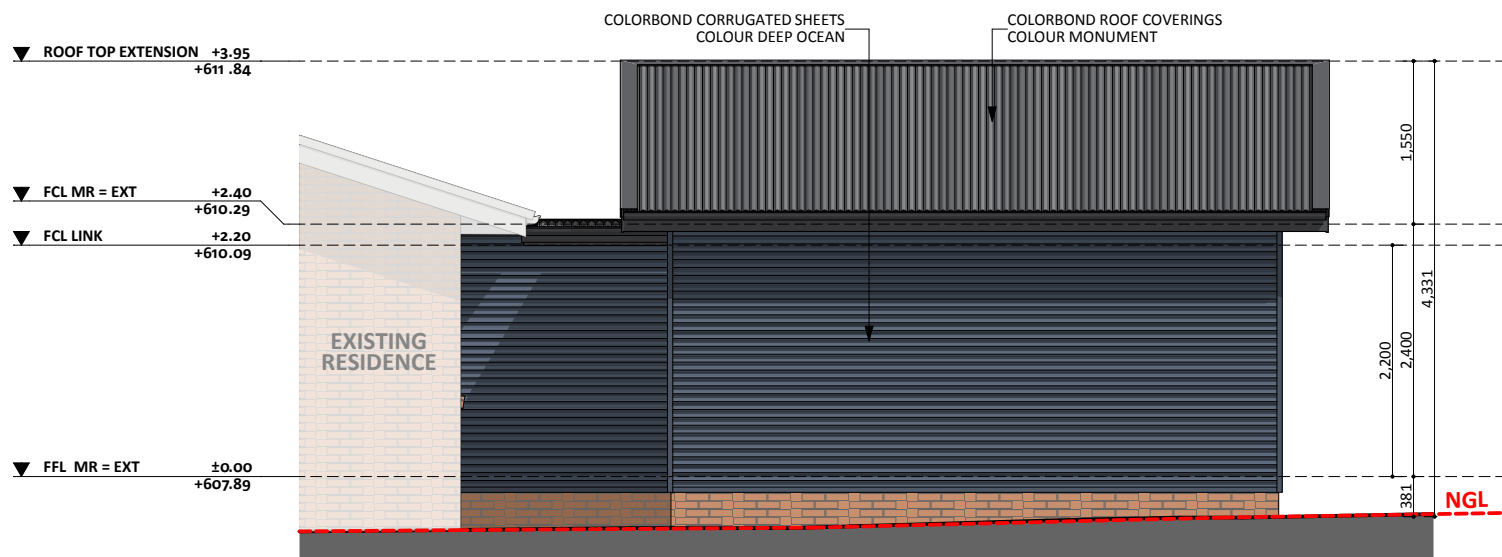 COLORBOND CORRUGATED SHEETS
COLOUR DEEP OCEAN
COLORBOND ROOF COVERINGS
COLOUR MONUMENT
ROOF TOP EXTENSION +3.95
+611.84
1,550
FCL MR = EXT +2.40
+610.29
FCL LINK +2.20
+610.09
4,331
EXISTING
RESIDENCE
2,200
2,400
FFL MR = EXT ±0.00
+607.89
381
NGL